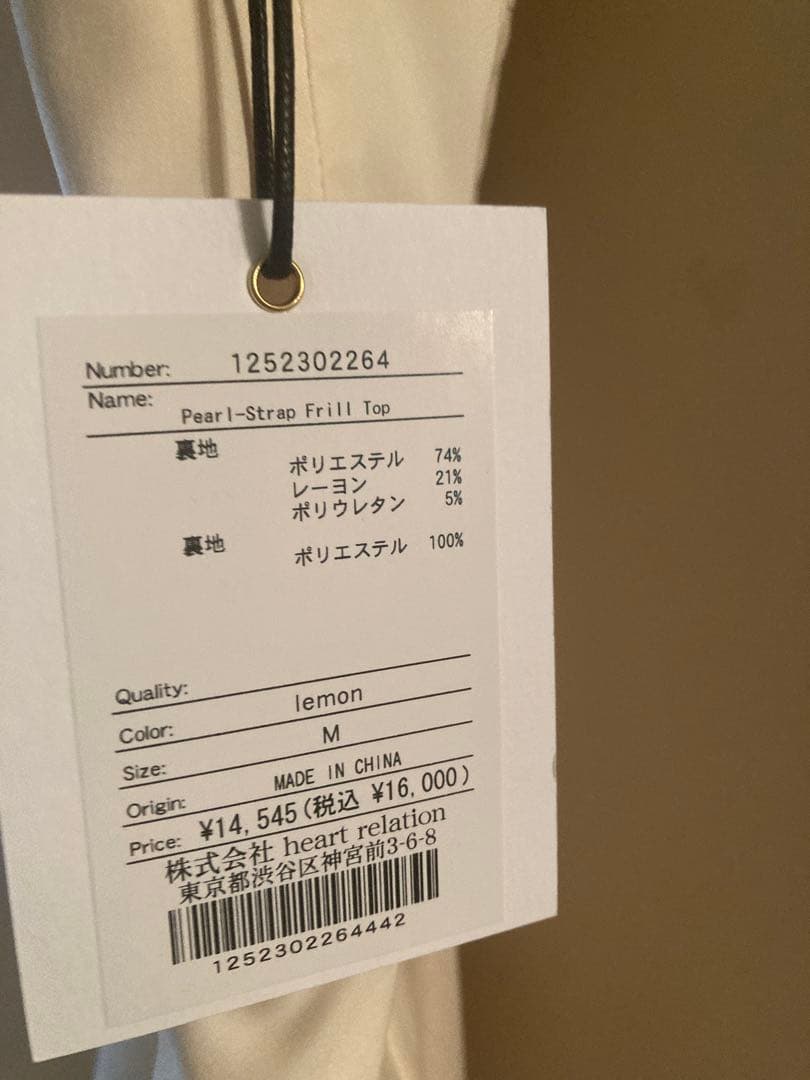 Number: 1252302264
Name: Pearl-Strap Frill Top
裏地 ポリエステル 74%
レーヨン 21%
ポリウレタン 5%
裏地 ポリエステル 100%
Quality:
Color: lemon
Size: M
Origin: MADE IN CHINA
Price: ¥14,545(税込 ¥16,000)
株式会社 heart relation
東京都渋谷区神宮前3-6-8
1252302264442